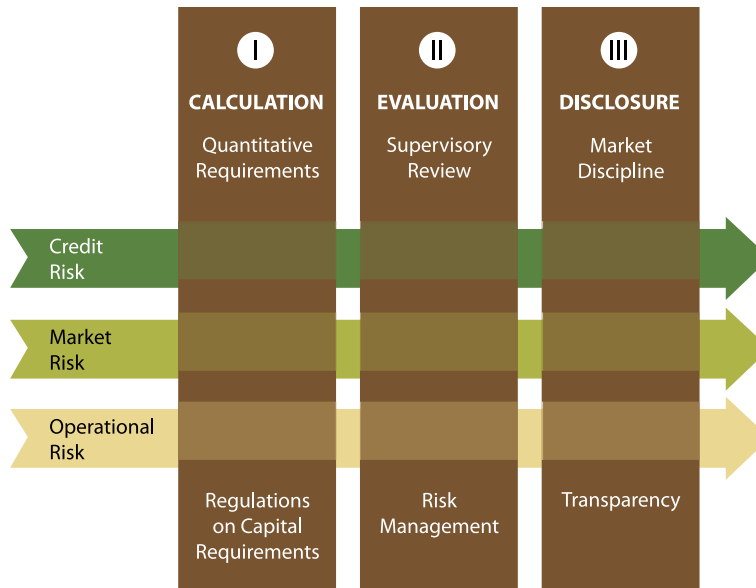 I
II
III
CALCULATION
EVALUATION
DISCLOSURE
Quantitative
Requirements
Supervisory
Review
Market
Discipline
Credit
Risk
Market
Risk
Operational
Risk
Regulations
on Capital
Requirements
Risk
Management
Transparency